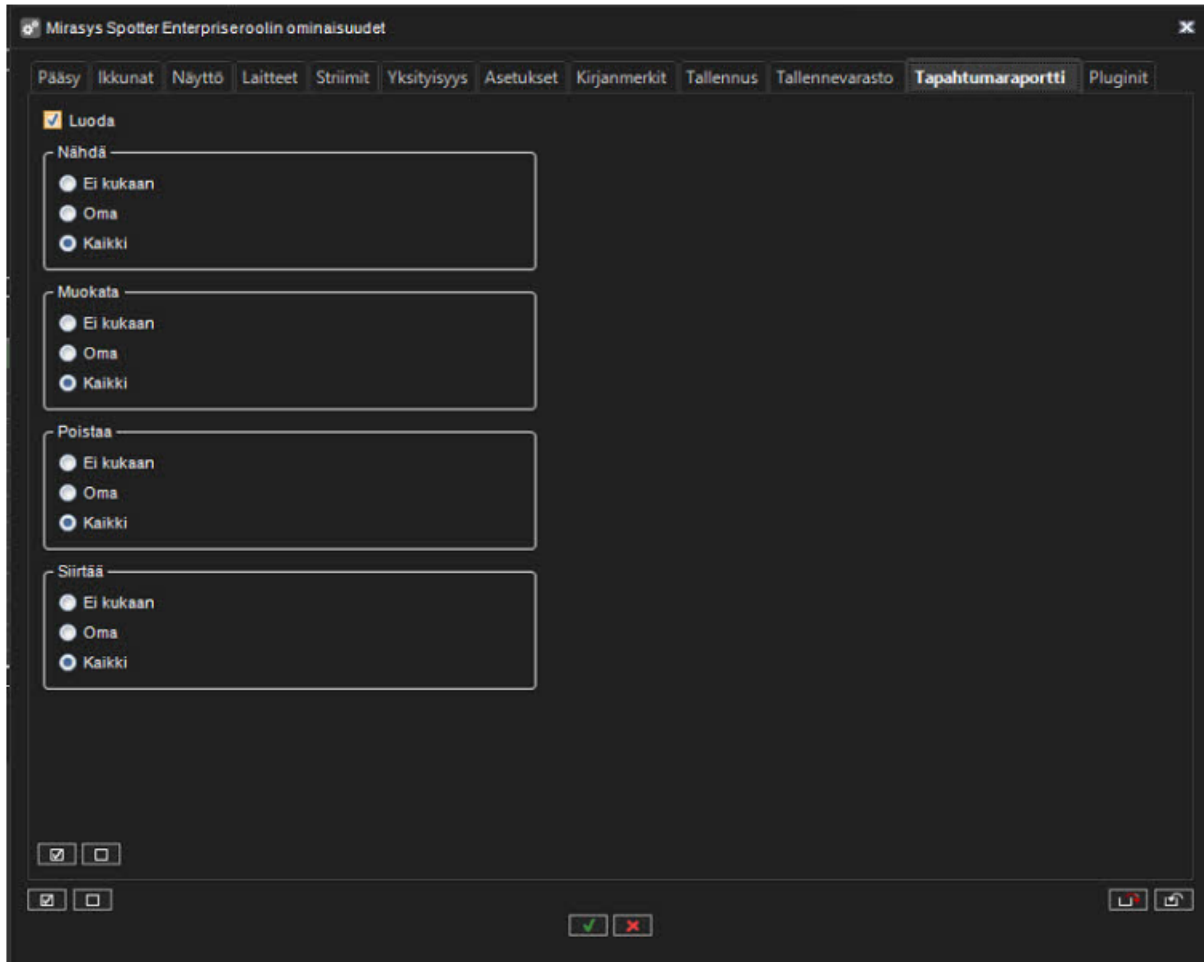 Mirasys Spotter Enterpriseroolin ominaisuudet
Pääsy Ikkunat Näyttö Laitteet Striimit Yksityisyys Asetukset Kirjanmerkit Tallennus Tallennevarasto Tapahtumaraportti Pluginit
Luoda
Nähdä
Ei kukaan
Oma
Kaikki
Muokata
Ei kukaan
Oma
Kaikki
Poistaa
Ei kukaan
Oma
Kaikki
Siirtää
Ei kukaan
Oma
Kaikki